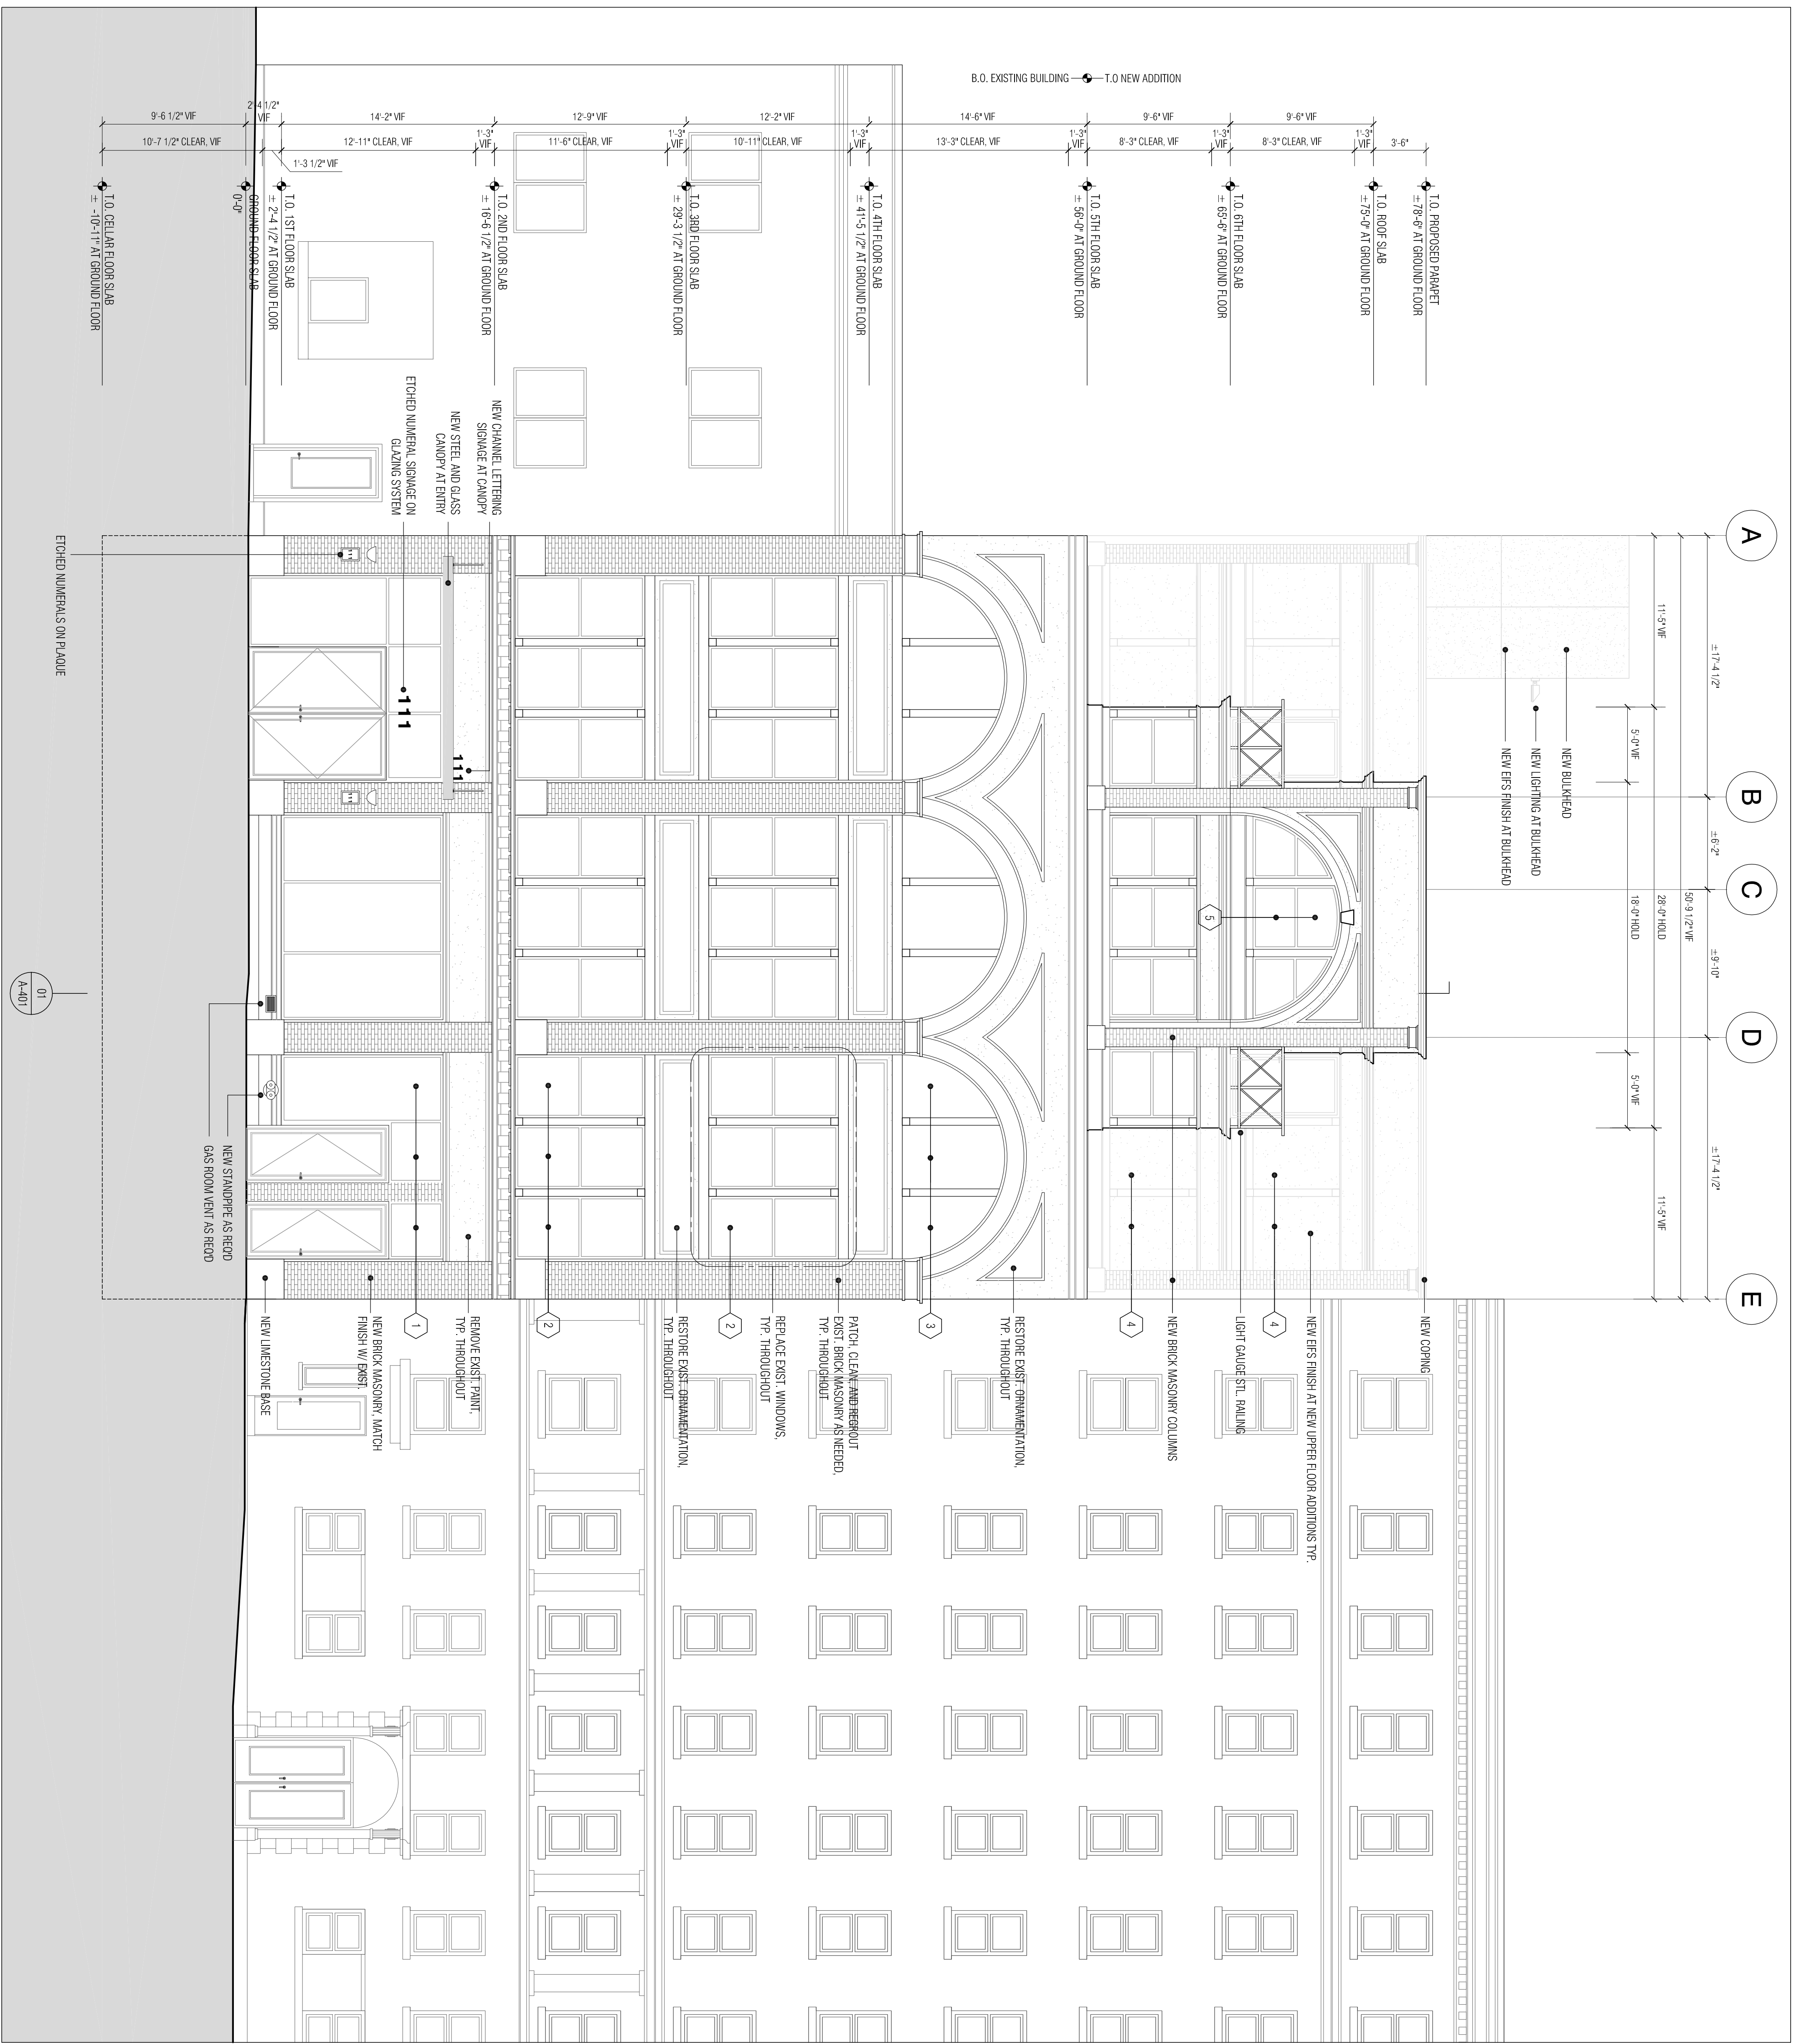 A
B
C
D
E
±17'-4 1/2"
±6'-2"
±9'-10"
±17'-4 1/2"
50'-9 1/2" VIF
11'-5" VIF
28'-0" HOLD
11'-5" VIF
5'-0" VIF
18'-0" HOLD
5'-0" VIF
NEW BULKHEAD
NEW LIGHTING AT BULKHEAD
NEW EIFS FINISH AT BULKHEAD
T.O. PROPOSED PARAPET
±78'-6" AT GROUND FLOOR
T.O. ROOF SLAB
±75'-0" AT GROUND FLOOR
T.O. 6TH FLOOR SLAB
± 65'-6" AT GROUND FLOOR
T.O. 5TH FLOOR SLAB
± 56'-0" AT GROUND FLOOR
T.O. 4TH FLOOR SLAB
± 41'-5 1/2" AT GROUND FLOOR
T.O. 3RD FLOOR SLAB
± 29'-3 1/2" AT GROUND FLOOR
T.O. 2ND FLOOR SLAB
± 16'-6 1/2" AT GROUND FLOOR
T.O. 1ST FLOOR SLAB
± 2'-4 1/2" AT GROUND FLOOR
GROUND FLOOR SLAB
0'-0"
T.O. CELLAR FLOOR SLAB
± -10'-11" AT GROUND FLOOR
B.O. EXISTING BUILDING
T.O NEW ADDITION
9'-6 1/2" VIF
2'-4 1/2"
VIF
14'-2" VIF
12'-9" VIF
12'-2" VIF
14'-6" VIF
9'-6" VIF
9'-6" VIF
10'-7 1/2" CLEAR, VIF
1'-3 1/2" VIF
12'-11" CLEAR, VIF
1'-3"
VIF
11'-6" CLEAR, VIF
1'-3"
VIF
10'-11" CLEAR, VIF
1'-3"
VIF
13'-3" CLEAR, VIF
1'-3"
VIF
8'-3" CLEAR, VIF
1'-3"
VIF
8'-3" CLEAR, VIF
1'-3"
VIF
3'-6"
NEW CHANNEL LETTERING
SIGNAGE AT CANOPY
NEW STEEL AND GLASS
CANOPY AT ENTRY
ETCHED NUMERAL SIGNAGE ON
GLAZING SYSTEM
ETCHED NUMERALS ON PLAQUE
111
111
111
111
5
NEW COPING
NEW EIFS FINISH AT NEW UPPER FLOOR ADDITIONS TYP.
4
LIGHT GAUGE STL. RAILING
NEW BRICK MASONRY COLUMNS
4
RESTORE EXIST. ORNAMENTATION,
TYP. THROUGHOUT
3
PATCH, CLEAN, AND REGROUT
EXIST. BRICK MASONRY AS NEEDED,
TYP. THROUGHOUT
REPLACE EXIST. WINDOWS,
TYP. THROUGHOUT
2
RESTORE EXIST. ORNAMENTATION,
TYP. THROUGHOUT
2
REMOVE EXIST. PAINT,
TYP. THROUGHOUT
1
NEW BRICK MASONRY, MATCH
FINISH W/ EXIST.
NEW LIMESTONE BASE
NEW STANDPIPE AS REQ'D
GAS ROOM VENT AS REQ'D
01
A-401